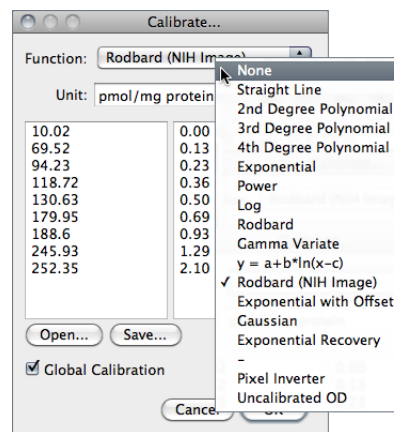 Calibrate...
Function: Rodbard (NIH Image)
Unit: pmol/mg protein
10.02 0.00
69.52 0.13
94.23 0.23
118.72 0.36
130.63 0.50
179.95 0.69
188.6 0.93
245.93 1.29
252.35 2.10
Open... Save...
Global Calibration
Cancel OK
None
Straight Line
2nd Degree Polynomial
3rd Degree Polynomial
4th Degree Polynomial
Exponential
Power
Log
Rodbard
Gamma Variate
y = a+b*ln(x-c)
✓ Rodbard (NIH Image)
Exponential with Offset
Gaussian
Exponential Recovery
-
Pixel Inverter
Uncalibrated OD